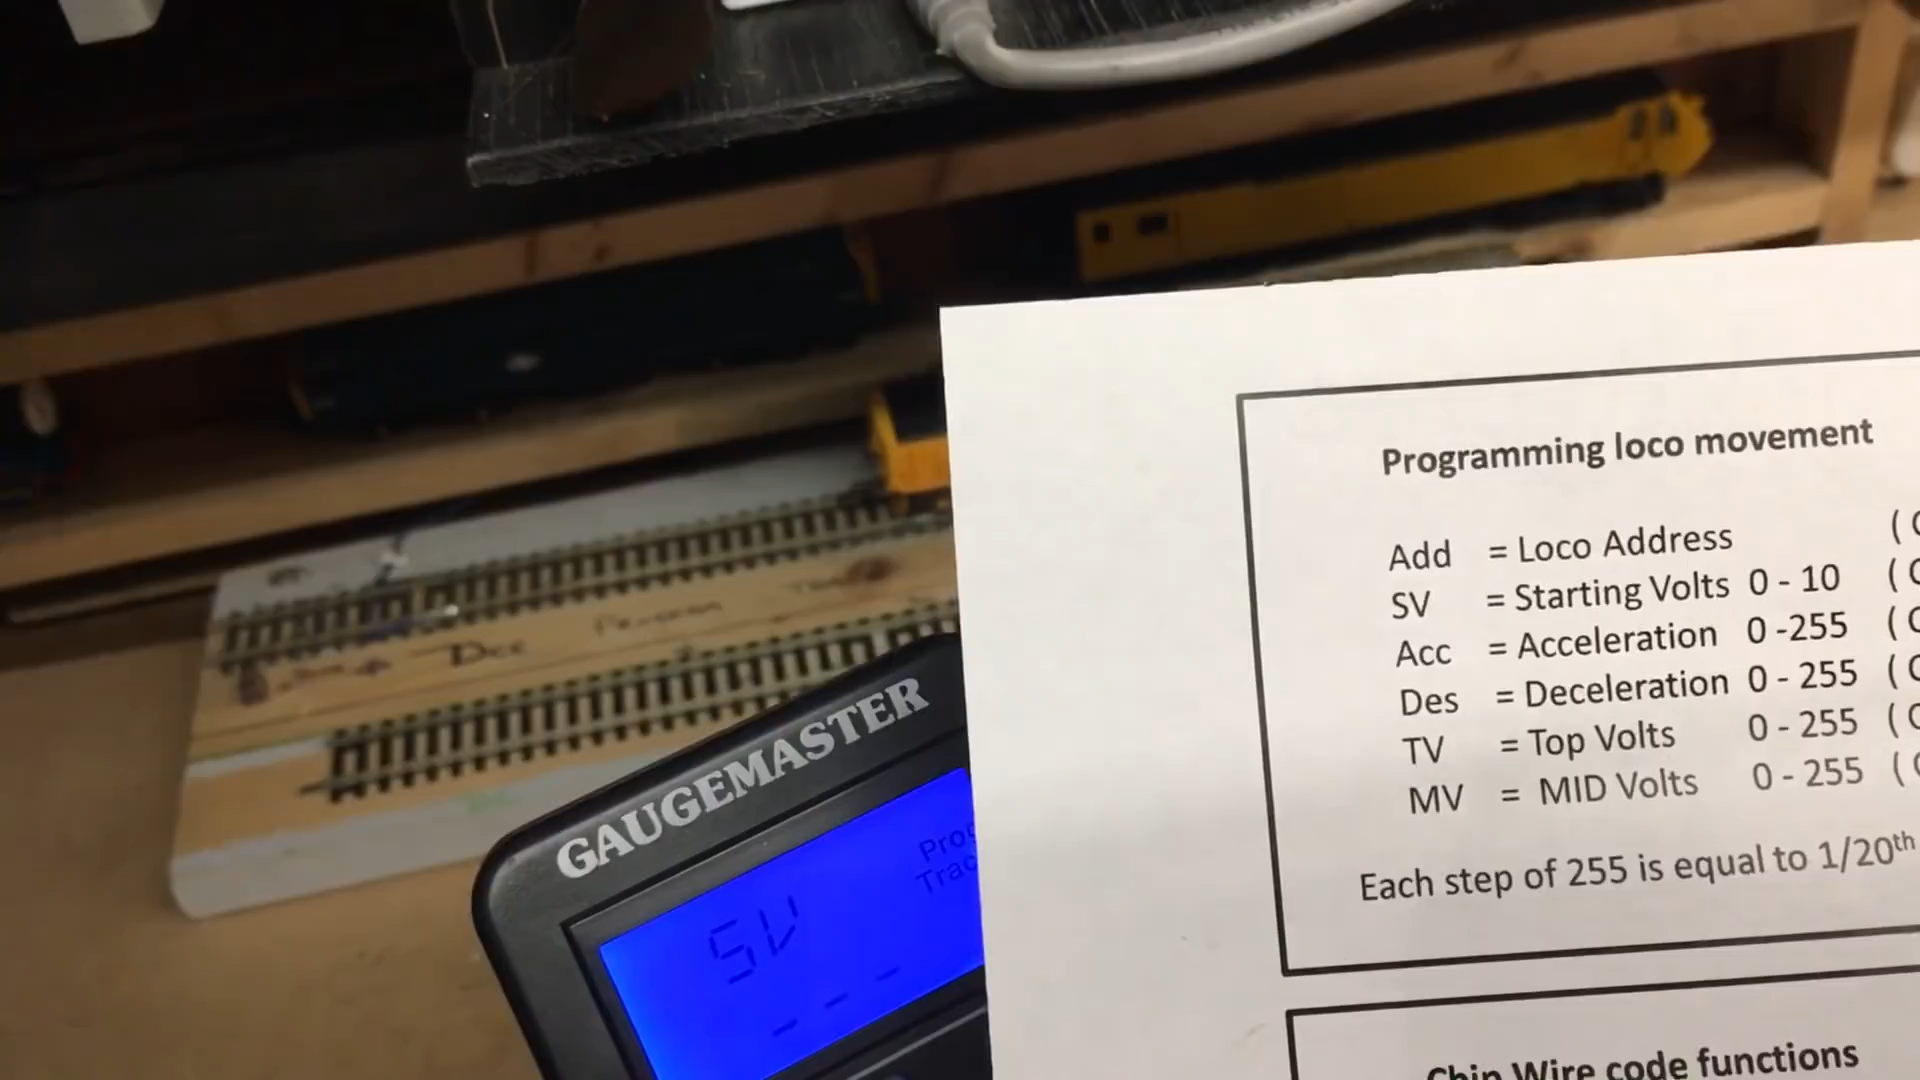 Programming loco movement
Add = Loco Address (
SV = Starting Volts 0 - 10 (
Acc = Acceleration 0 -255 (
Des = Deceleration 0 - 255 (
TV = Top Volts 0 - 255 (
MV = MID Volts 0 - 255 (
Each step of 255 is equal to 1/20th
Chip Wire code functions
Dcc
GAUGEMASTER
SV
_ _ _